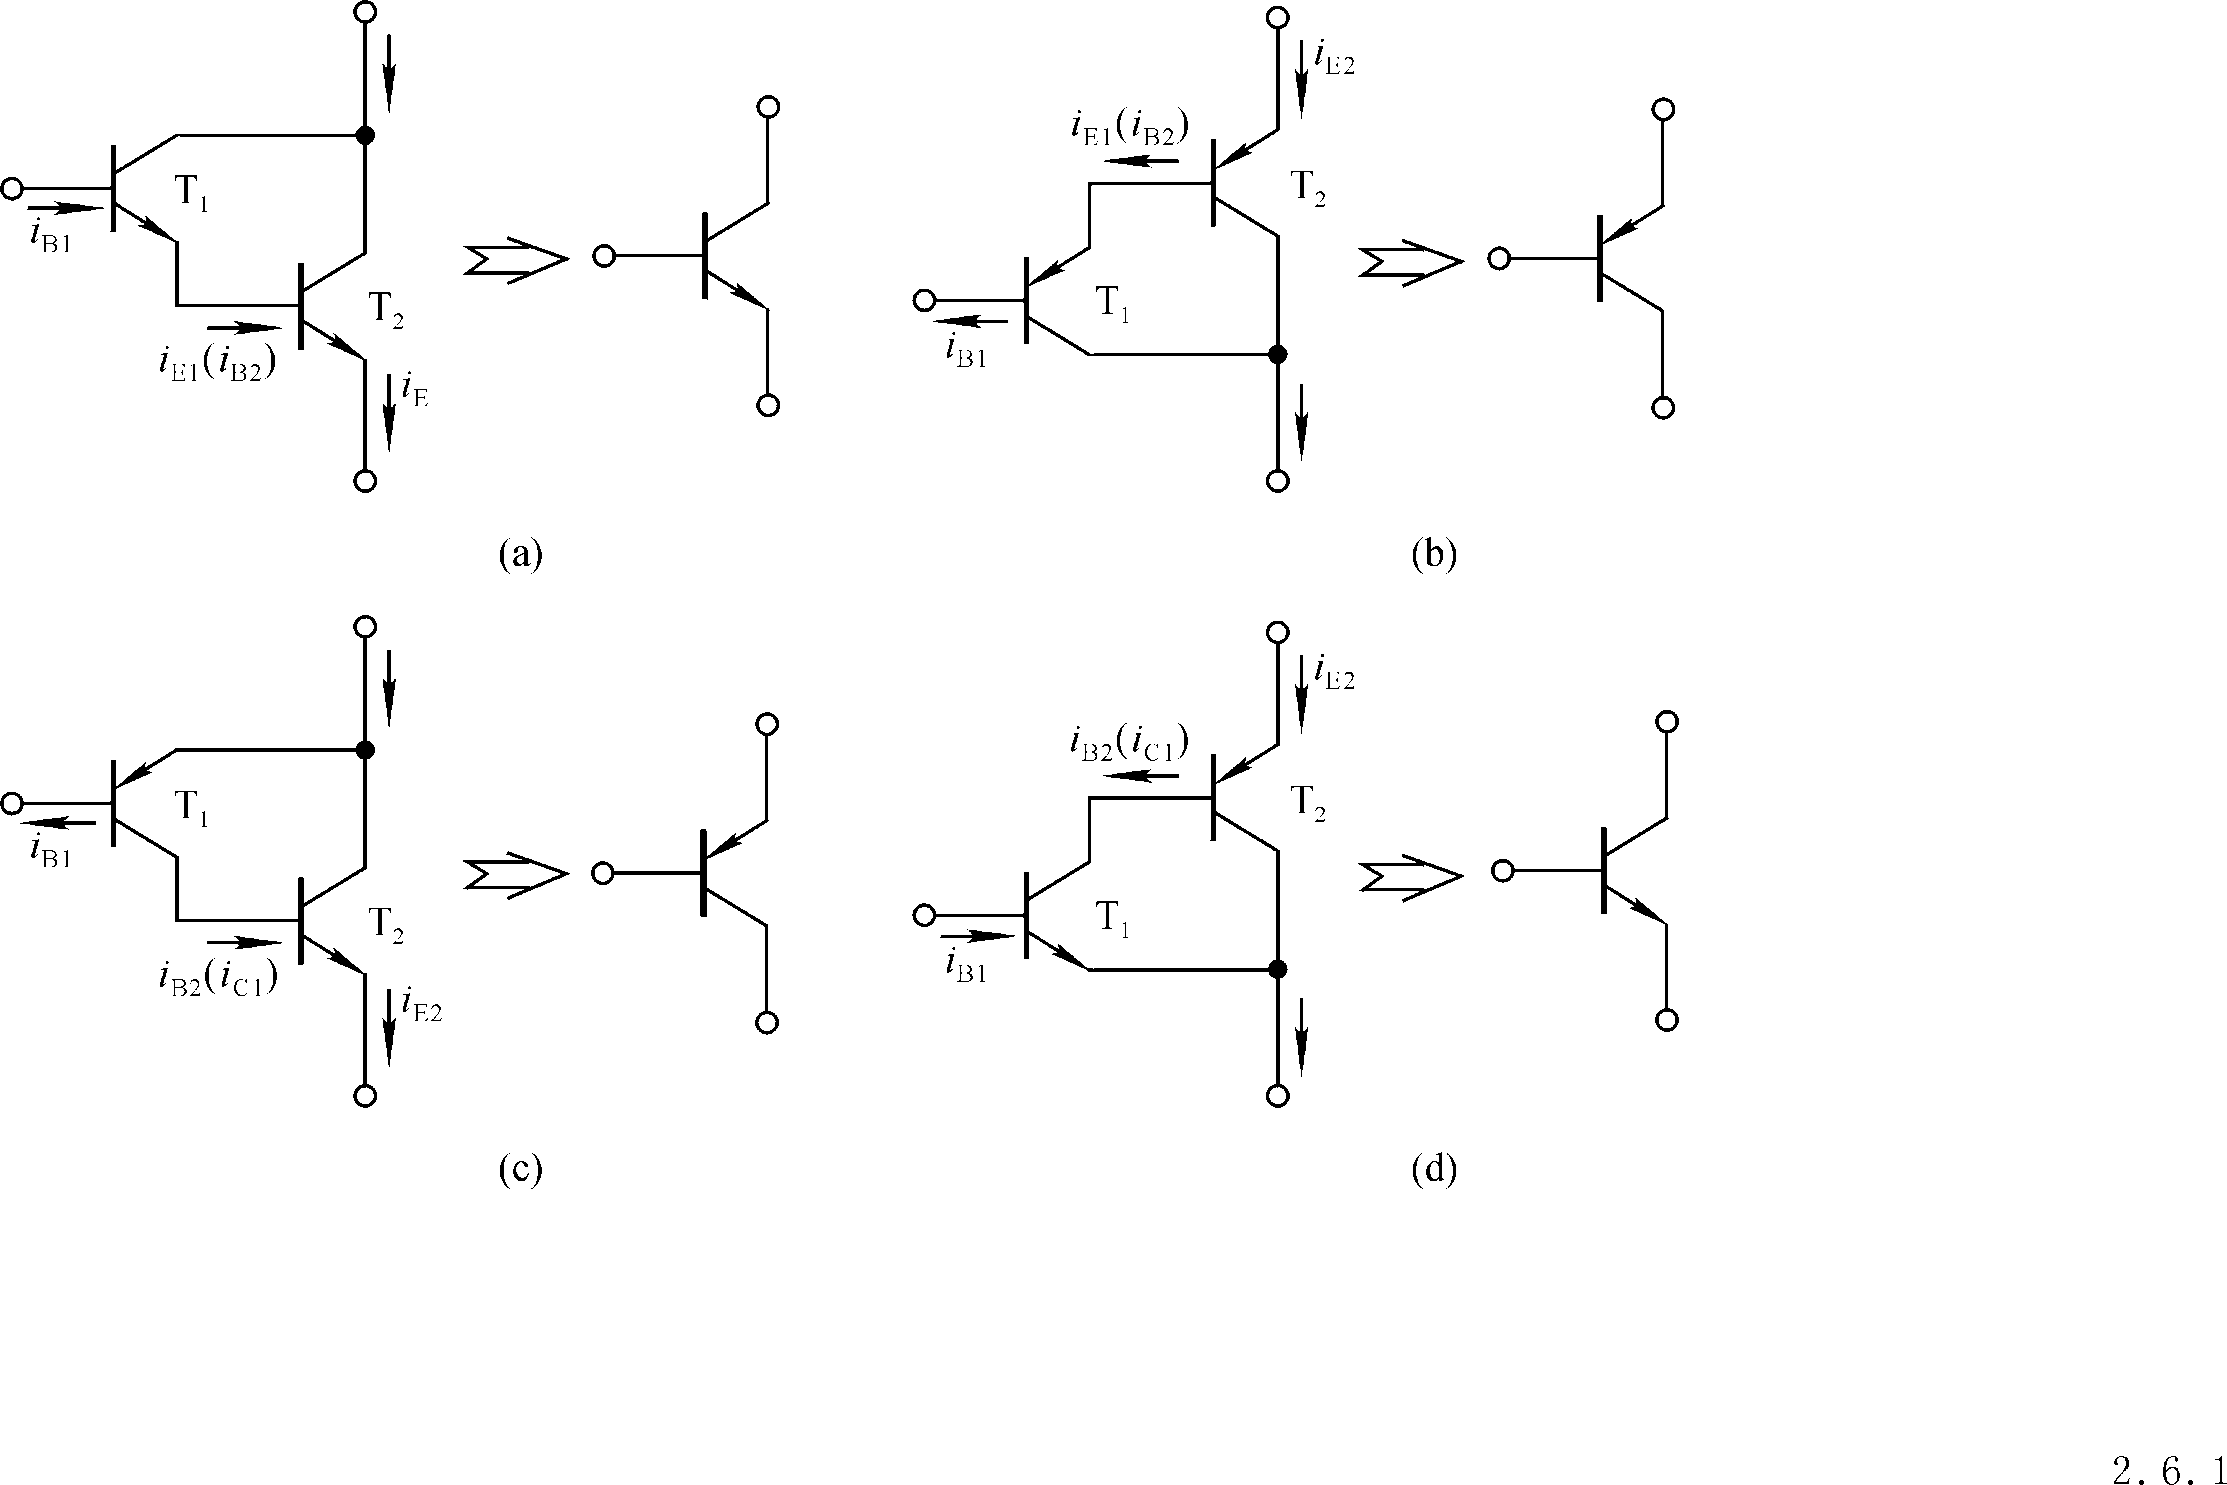 iE2
iE1(iB2)
T1
T2
iB1
T2
T1
iE1(iB2)
iB1
iE
(a)
(b)
iE2
iB2(iC1)
T1
T2
iB1
T2
T1
iB2(iC1)
iB1
iE2
(c)
(d)
2.6.1